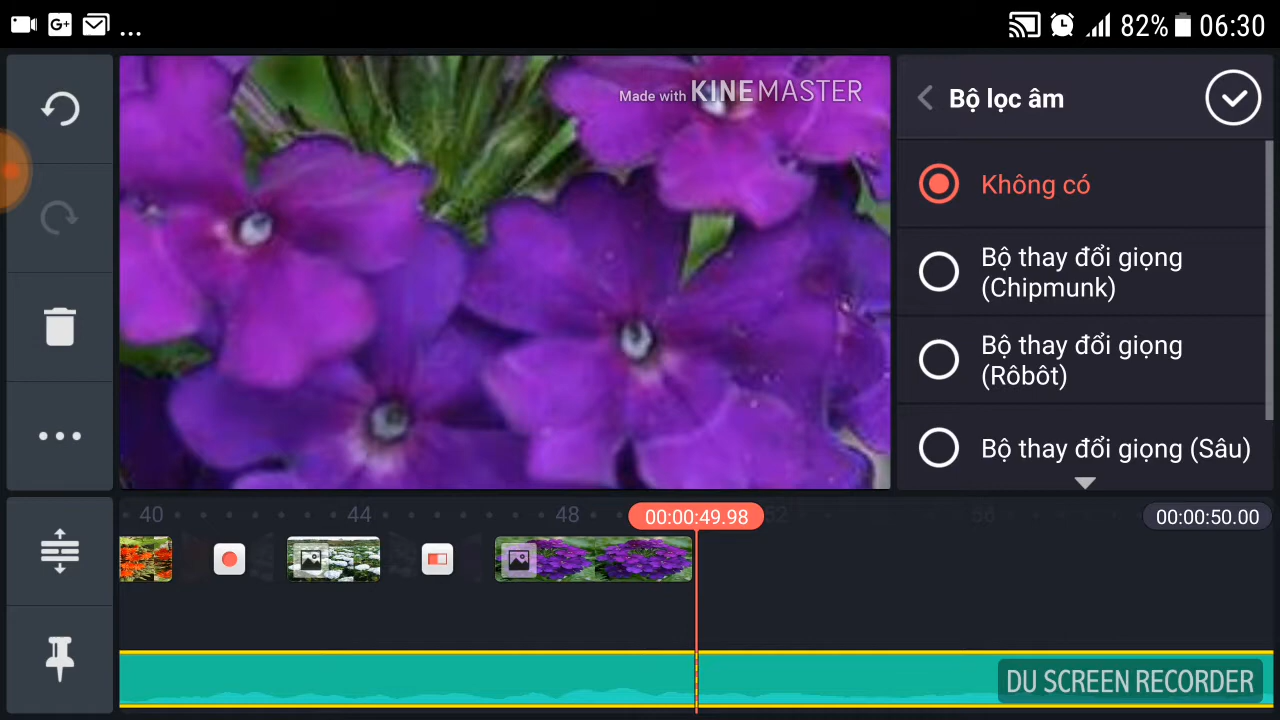 G+
...
82%
06:30
Made with KINEMASTER
Bộ lọc âm
Không có
Bộ thay đổi giọng
(Chipmunk)
Bộ thay đổi giọng
(Rôbôt)
Bộ thay đổi giọng (Sâu)
40
44
48
00:00:49.98
00:00:50.00
DU SCREEN RECORDER